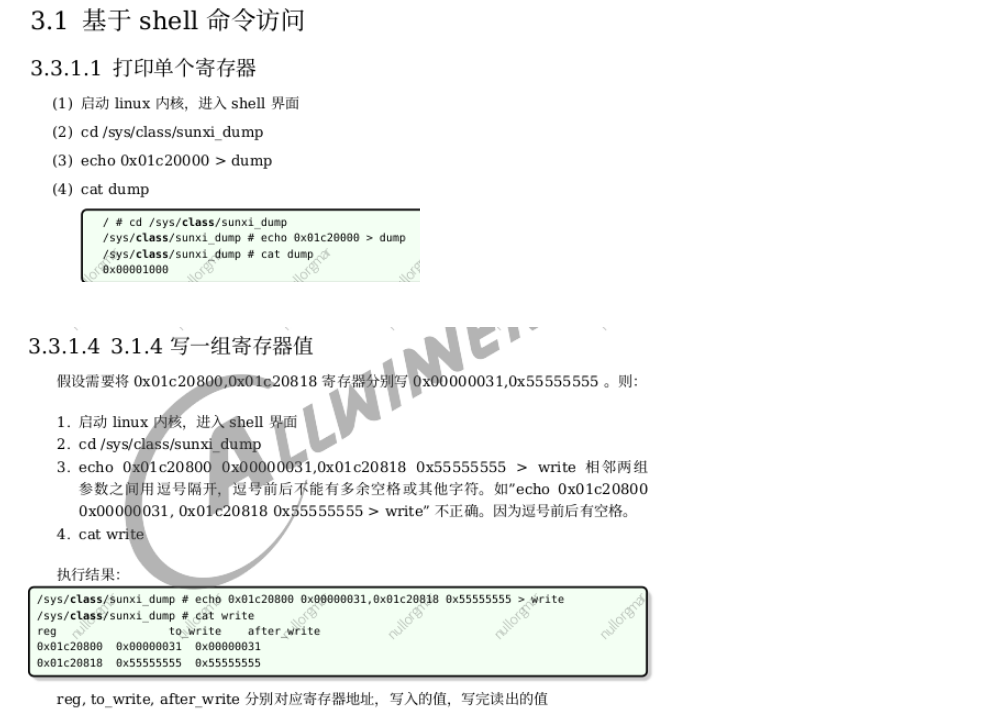 3.1 基于 shell 命令访问
3.3.1.1 打印单个寄存器
(1) 启动 linux 内核，进入 shell 界面
(2) cd /sys/class/sunxi_dump
(3) echo 0x01c20000 > dump
(4) cat dump
/ # cd /sys/class/sunxi_dump
/sys/class/sunxi_dump # echo 0x01c20000 > dump
/sys/class/sunxi_dump # cat dump
0x00001000
3.3.1.4 3.1.4 写一组寄存器值
假设需要将 0x01c20800,0x01c20818 寄存器分别写 0x00000031,0x55555555 。则：
1. 启动 linux 内核，进入 shell 界面
2. cd /sys/class/sunxi_dump
3. echo 0x01c20800 0x00000031,0x01c20818 0x55555555 > write 相邻两组
参数之间用逗号隔开，逗号前后不能有多余空格或其他字符。如”echo 0x01c20800
0x00000031, 0x01c20818 0x55555555 > write” 不正确。因为逗号前后有空格。
4. cat write
执行结果：
/sys/class/sunxi_dump # echo 0x01c20800 0x00000031,0x01c20818 0x55555555 > write
/sys/class/sunxi_dump # cat write
reg to_write after_write
0x01c20800 0x00000031 0x00000031
0x01c20818 0x55555555 0x55555555
reg, to_write, after_write 分别对应寄存器地址，写入的值，写完读出的值